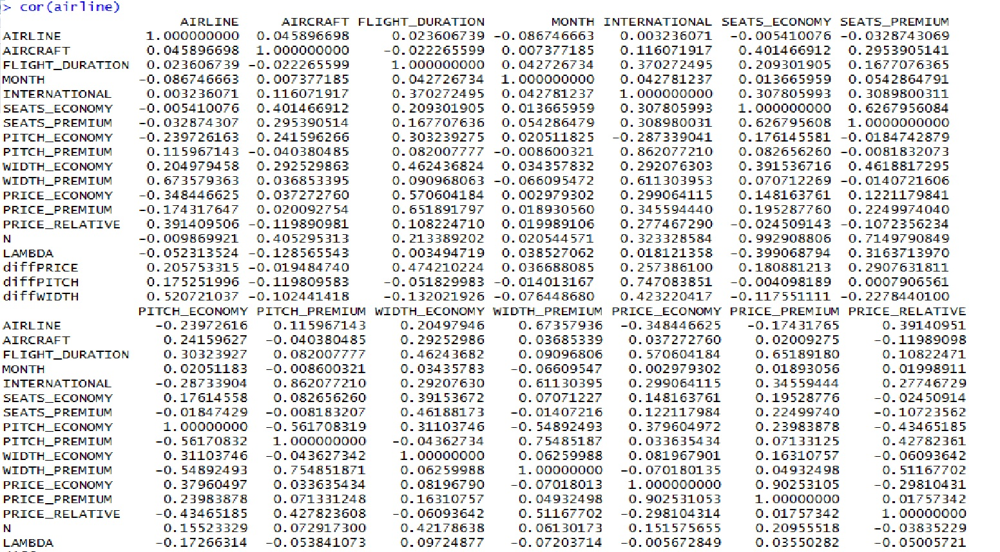 > cor(airline)
AIRLINE AIRCRAFT FLIGHT_DURATION MONTH INTERNATIONAL SEATS_ECONOMY SEATS_PREMIUM
AIRLINE 1.000000000 0.045896698 0.023606739 -0.086746663 0.003236071 -0.005410076 -0.0328743069
AIRCRAFT 0.045896698 1.000000000 -0.022265599 -0.007377185 0.116071917 0.401466912 0.2953905141
FLIGHT_DURATION 0.023606739 -0.022265599 1.000000000 0.042726734 0.370272495 0.209301905 0.1677076365
MONTH -0.086746663 0.007377185 0.042726734 1.000000000 0.042781237 0.013665959 0.0542864791
INTERNATIONAL 0.003236071 0.116071917 0.370272495 0.042781237 1.000000000 0.307805993 0.3089800311
SEATS_ECONOMY -0.005410076 0.401466912 0.209301905 0.013665959 0.307805993 1.000000000 0.6267956084
SEATS_PREMIUM -0.032874307 0.295390514 0.167707636 0.054286479 0.308980031 0.626795608 1.0000000000
PITCH_ECONOMY -0.239726163 0.241596266 0.303239275 0.020511825 -0.287339041 0.176145581 -0.0184742879
PITCH_PREMIUM 0.115967143 -0.040380485 0.082007777 -0.008600321 0.862077210 0.082656260 -0.0081832073
WIDTH_ECONOMY 0.204979458 0.292529863 0.462436824 0.034357832 0.292076303 0.391536716 0.4618817295
WIDTH_PREMIUM 0.673579363 0.036853395 0.090968063 -0.066095472 0.611303953 0.070712269 -0.0140721606
PRICE_ECONOMY -0.348446625 0.037272760 0.570604184 0.002979302 0.299064115 0.148163761 0.1221179841
PRICE_PREMIUM -0.174317647 0.020092754 0.651891797 0.018930560 0.345594440 0.195287760 0.2249974040
PRICE_RELATIVE 0.391409506 -0.119890981 0.108224710 0.019989106 0.277467290 -0.024509143 -0.1072356234
N -0.009869921 0.405295313 0.213389202 0.020544571 0.323328584 0.992908806 0.7149790849
LAMBDA -0.052313524 -0.128565543 0.003494719 0.038527062 0.018121358 -0.399068794 0.3163713970
diffPRICE 0.205753315 -0.019484740 0.474210224 0.036688085 0.257386100 0.180881213 0.2907631811
diffPITCH 0.175251996 -0.119809583 -0.051829983 -0.014013167 0.747083851 -0.004098189 0.0007906561
diffWIDTH 0.520721037 -0.102441418 -0.132021926 -0.076448680 0.423220417 -0.117551111 -0.2278440100
PITCH_ECONOMY PITCH_PREMIUM WIDTH_ECONOMY WIDTH_PREMIUM PRICE_ECONOMY PRICE_PREMIUM PRICE_RELATIVE
AIRLINE -0.23972616 0.115967143 0.20497946 0.67357936 -0.348446625 -0.17431765 0.39140951
AIRCRAFT 0.24159627 -0.040380485 0.29252986 0.03685339 0.037272760 0.02009275 -0.11989098
FLIGHT_DURATION 0.30323927 0.082007777 0.46243682 0.09096806 0.570604184 0.65189180 0.10822471
MONTH 0.02051183 -0.008600321 0.03435783 -0.06609547 0.002979302 0.01893056 0.01998911
INTERNATIONAL -0.28733904 0.862077210 0.29207630 0.61130395 0.299064115 0.34559444 0.27746729
SEATS_ECONOMY 0.17614558 0.082656260 0.39153672 0.07071227 0.148163761 0.19528776 -0.02450914
SEATS_PREMIUM -0.01847429 -0.008183207 0.46188173 -0.01407216 0.122117984 0.22499740 -0.10723562
PITCH_ECONOMY 1.00000000 -0.561708319 0.31103746 -0.54892493 0.379604972 0.23983878 -0.43465185
PITCH_PREMIUM -0.56170832 1.000000000 -0.04362734 0.75485187 0.033635434 0.07133125 0.42782361
WIDTH_ECONOMY 0.31103746 -0.043627342 1.00000000 0.06259988 0.081967901 0.16310757 -0.06093642
WIDTH_PREMIUM -0.54892493 0.754851871 0.06259988 1.00000000 -0.070180135 0.04932498 0.51167702
PRICE_ECONOMY 0.37960497 0.033635434 0.08196790 -0.07018013 1.000000000 0.90253105 -0.29810431
PRICE_PREMIUM 0.23983878 0.071331248 0.16310757 0.04932498 0.902531053 1.00000000 0.01757342
PRICE_RELATIVE -0.43465185 0.427823608 -0.06093642 0.51167702 -0.298104314 0.01757342 1.00000000
N 0.15523329 0.072917300 0.42178638 0.06130173 0.151575655 0.20955518 -0.03835229
LAMBDA -0.17266314 -0.053841073 0.09724877 -0.07203714 -0.005672849 0.03550282 -0.05005721